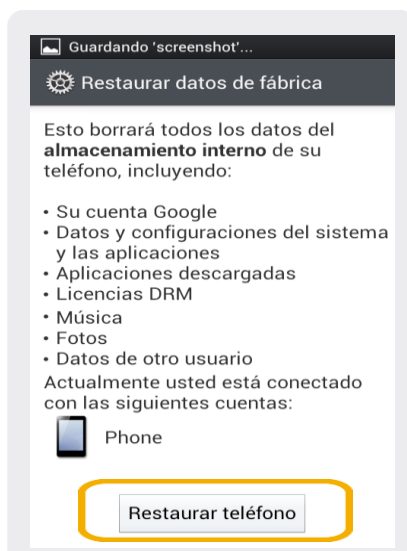 Guardando 'screenshot'...
Restaurar datos de fábrica
Esto borrará todos los datos del
almacenamiento interno de su
teléfono, incluyendo:
• Su cuenta Google
• Datos y configuraciones del sistema
y las aplicaciones
• Aplicaciones descargadas
• Licencias DRM
• Música
• Fotos
• Datos de otro usuario
Actualmente usted está conectado
con las siguientes cuentas:
Phone
Restaurar teléfono